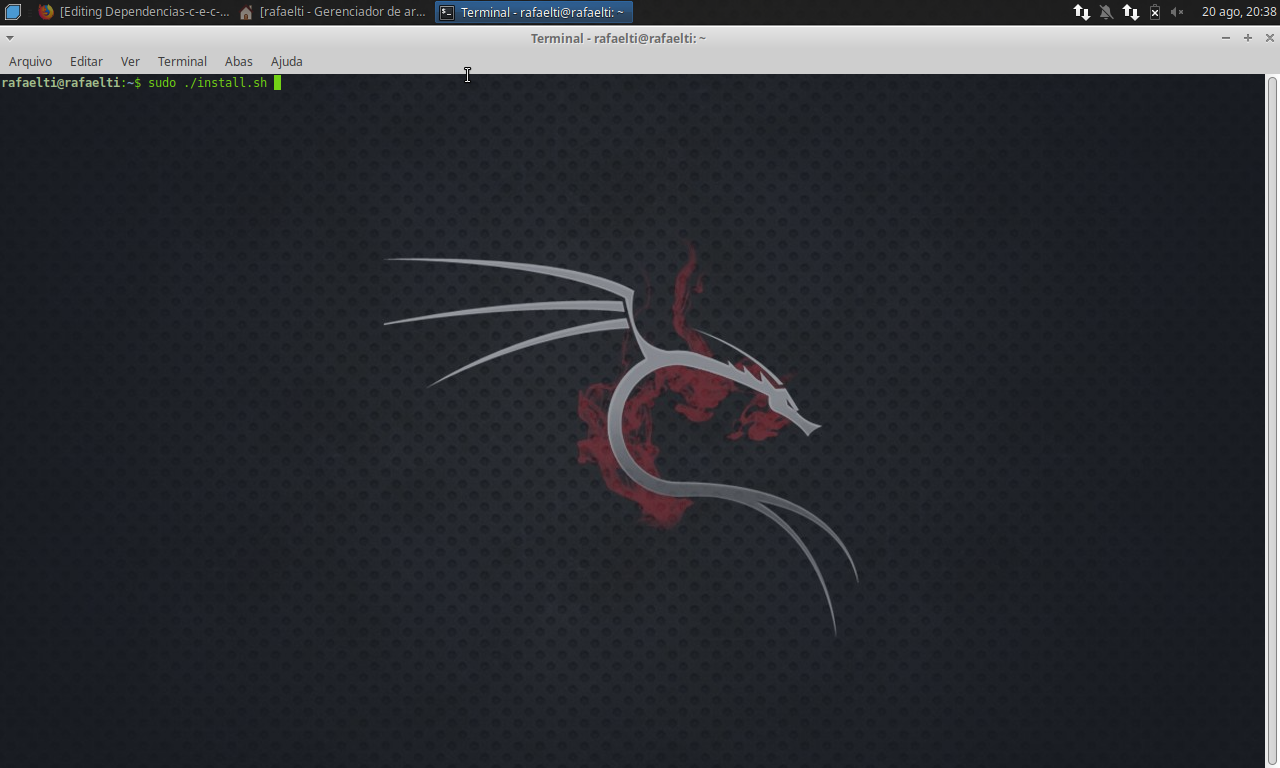 [Editing Dependencias-c-e-c-... [rafaelti - Gerenciador de ar... Terminal - rafaelti@rafaelti: ~ 20 ago, 20:38
Terminal - rafaelti@rafaelti: ~
Arquivo Editar Ver Terminal Abas Ajuda
rafaelti@rafaelti:~$ sudo ./install.sh